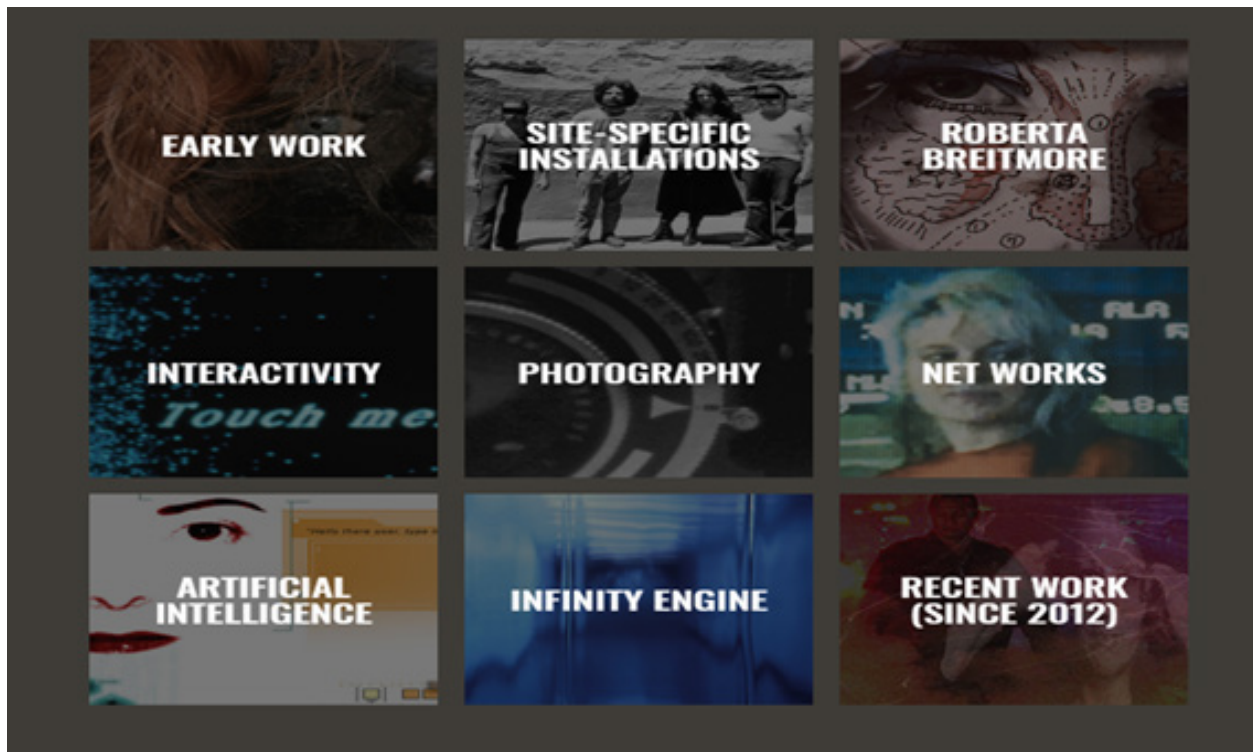 EARLY WORK
SITE-SPECIFIC
INSTALLATIONS
ROBERTA
BREITMORE
INTERACTIVITY
Touch me
PHOTOGRAPHY
ALA
NET WORKS
ARTIFICIAL
INTELLIGENCE
INFINITY ENGINE
RECENT WORK
(SINCE 2012)